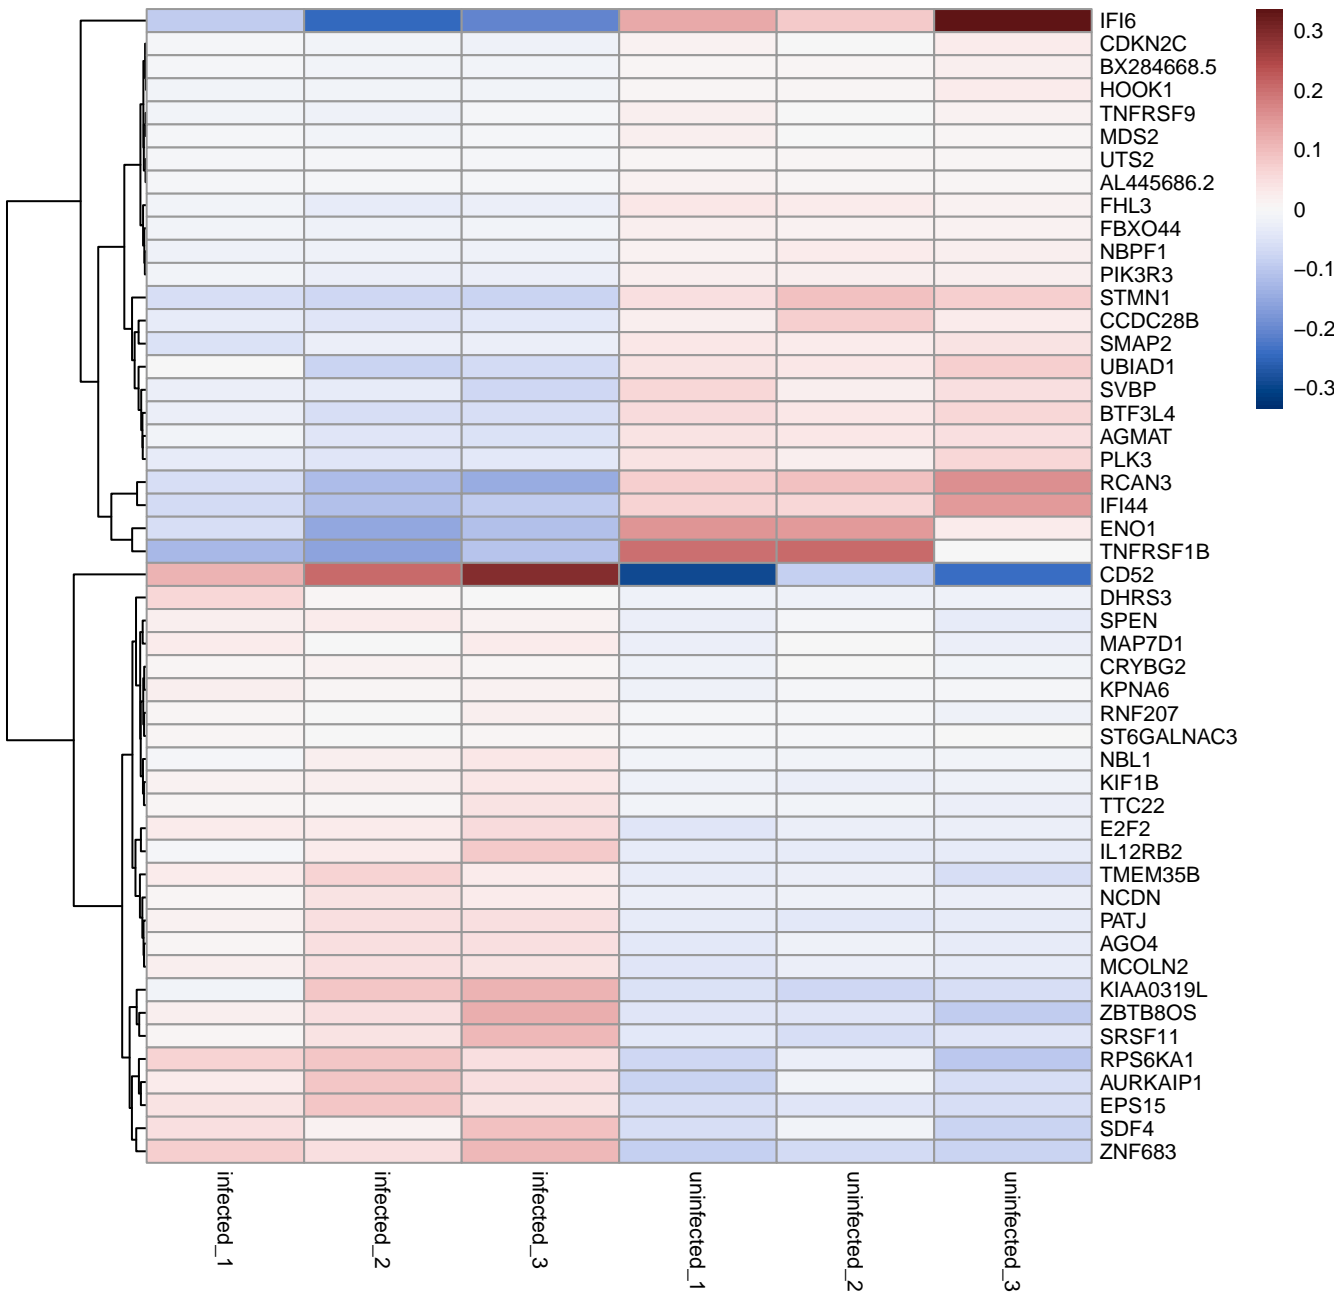 IFI6
CDKN2C
BX284668.5
HOOK1
TNFRSF9
MDS2
UTS2
AL445686.2
FHL3
FBXO44
NBPF1
PIK3R3
STMN1
CCDC28B
SMAP2
UBIAD1
SVBP
BTF3L4
AGMAT
PLK3
RCAN3
IFI44
ENO1
TNFRSF1B
CD52
DHRS3
SPEN
MAP7D1
CRYBG2
KPNA6
RNF207
ST6GALNAC3
NBL1
KIF1B
TTC22
E2F2
IL12RB2
TMEM35B
NCDN
PATJ
AGO4
MCOLN2
KIAA0319L
ZBTB8OS
SRSF11
RPS6KA1
AURKAIP1
EPS15
SDF4
ZNF683
0.3
0.2
0.1
0
−0.1
−0.2
−0.3
infected_1
infected_2
infected_3
uninfected_1
uninfected_2
uninfected_3